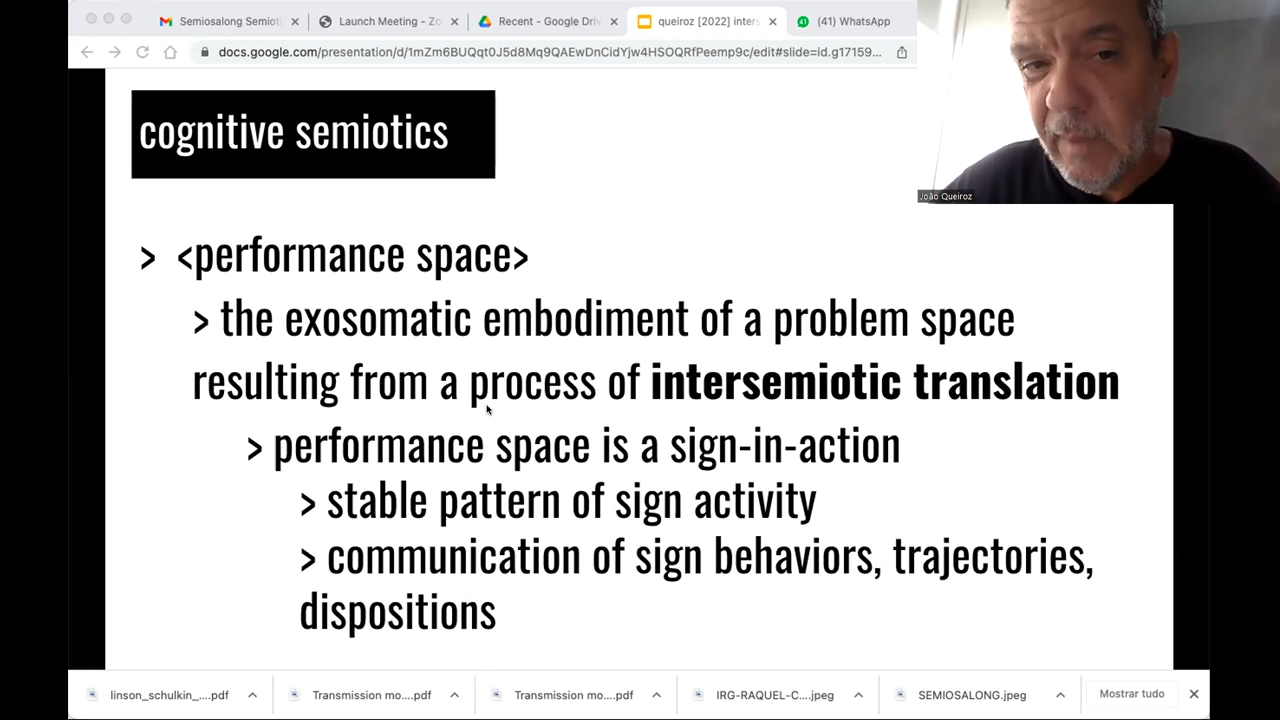 Semiosalong Semioti
Launch Meeting - Zo
Recent - Google Driv
queiroz [2022] inters
(41) WhatsApp
docs.google.com/presentation/d/1mZm6BUQqt0J5d8Mq9QAEwDnCidYjw4HSOQRfPeemp9c/edit#slide=id.g17159...
João Queiroz
cognitive semiotics
> <performance space>
> the exosomatic embodiment of a problem space
resulting from a process of intersemiotic translation
> performance space is a sign-in-action
> stable pattern of sign activity
> communication of sign behaviors, trajectories,
dispositions
linson_schulkin_....pdf
Transmission mo....pdf
Transmission mo....pdf
IRG-RAQUEL-C....jpeg
SEMIOSALONG.jpeg
Mostrar tudo